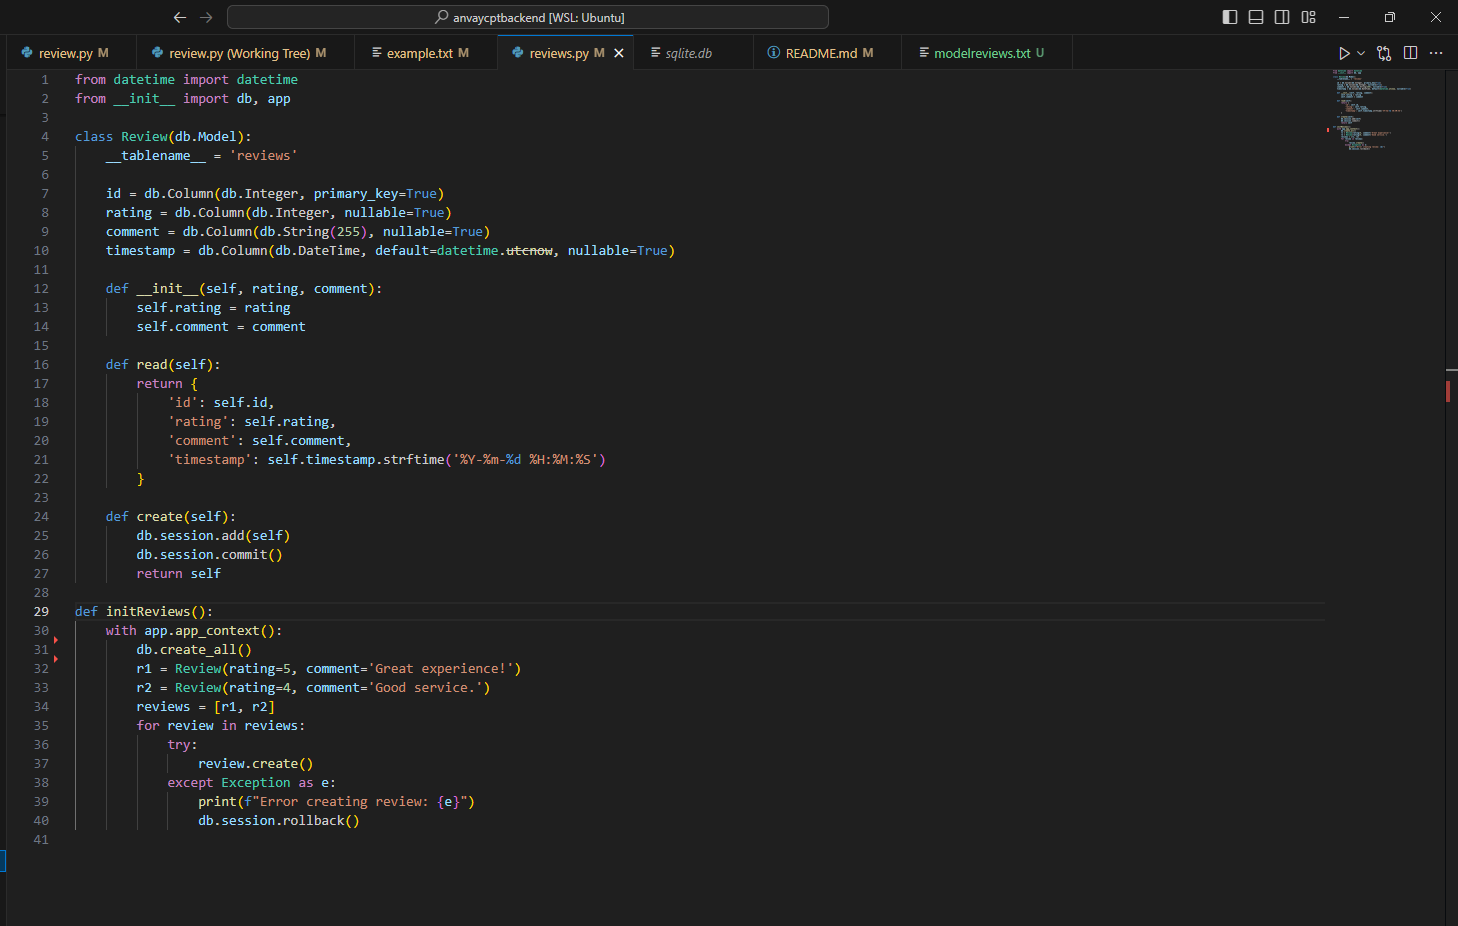 anvaycptbackend [WSL: Ubuntu]
review.py M
review.py (Working Tree) M
example.txt M
reviews.py M
sqlite.db
README.md M
modelreviews.txt U
1 from datetime import datetime
2 from __init__ import db, app
3
4 class Review(db.Model):
5     __tablename__ = 'reviews'
6
7     id = db.Column(db.Integer, primary_key=True)
8     rating = db.Column(db.Integer, nullable=True)
9     comment = db.Column(db.String(255), nullable=True)
10     timestamp = db.Column(db.DateTime, default=datetime.utcnow, nullable=True)
11
12     def __init__(self, rating, comment):
13         self.rating = rating
14         self.comment = comment
15
16     def read(self):
17         return {
18             'id': self.id,
19             'rating': self.rating,
20             'comment': self.comment,
21             'timestamp': self.timestamp.strftime('%Y-%m-%d %H:%M:%S')
22         }
23
24     def create(self):
25         db.session.add(self)
26         db.session.commit()
27         return self
28
29 def initReviews():
30     with app.app_context():
31         db.create_all()
32         r1 = Review(rating=5, comment='Great experience!')
33         r2 = Review(rating=4, comment='Good service.')
34         reviews = [r1, r2]
35         for review in reviews:
36             try:
37                 review.create()
38             except Exception as e:
39                 print(f"Error creating review: {e}")
40                 db.session.rollback()
41